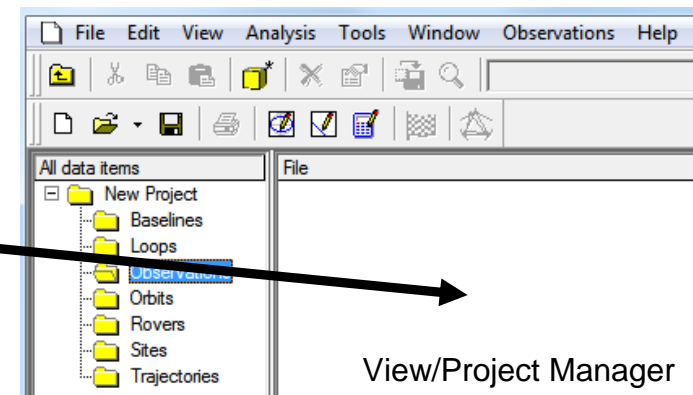 File Edit View Analysis Tools Window Observations Help
All data items File
New Project
Baselines
Loops
Observations
Orbits
Rovers
Sites
Trajectories
View/Project Manager